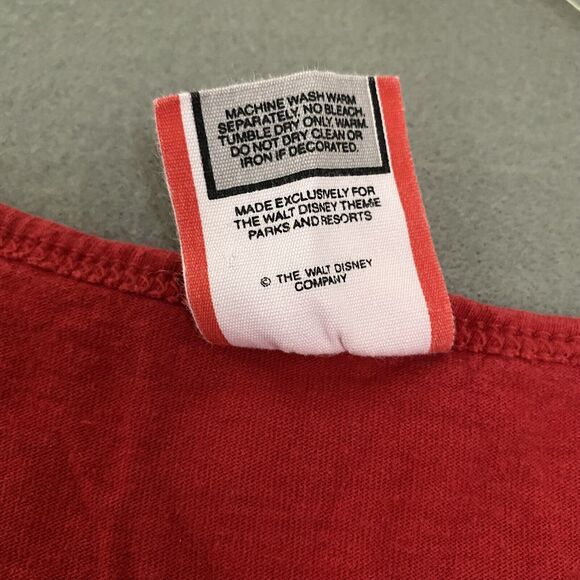 MACHINE WASH WARM
SEPARATELY. NO BLEACH.
TUMBLE DRY ONLY. WARM.
DO NOT DRY CLEAN OR
IRON IF DECORATED.
MADE EXCLUSIVELY FOR
THE WALT DISNEY THEME
PARKS AND RESORTS
© THE WALT DISNEY
COMPANY